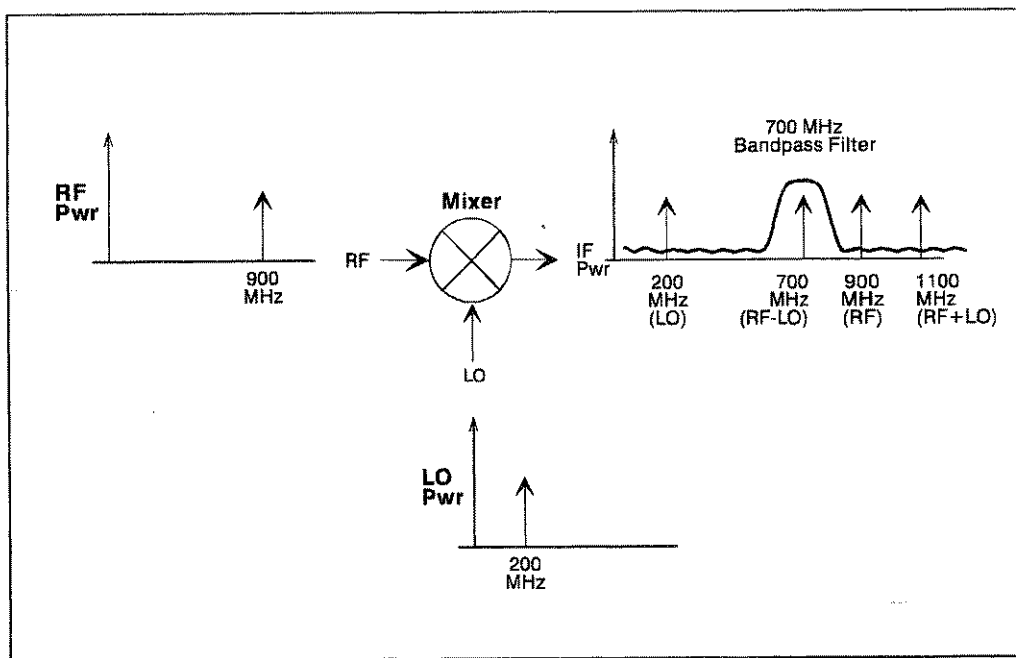 RF
Pwr
900
MHz
Mixer
RF
LO
700 MHz
Bandpass Filter
IF
Pwr
200
MHz
(LO)
700
MHz
(RF-LO)
900
MHz
(RF)
1100
MHz
(RF+LO)
LO
Pwr
200
MHz